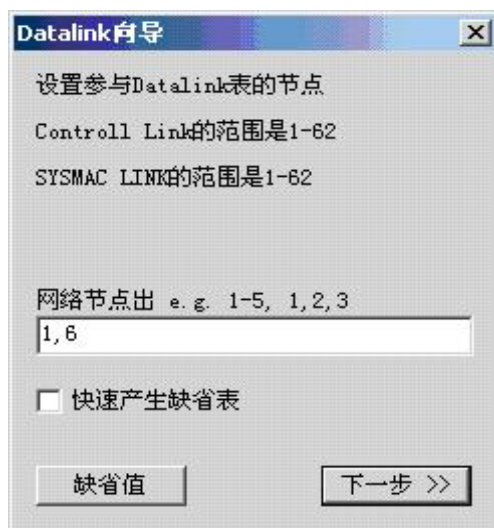 Datalink向导
设置参与Datalink表的节点
Controll Link的范围是1-62
SYSMAC LINK的范围是1-62
网络节点出 e.g. 1-5, 1,2,3
1,6
快速产生缺省表
缺省值
下一步 >>